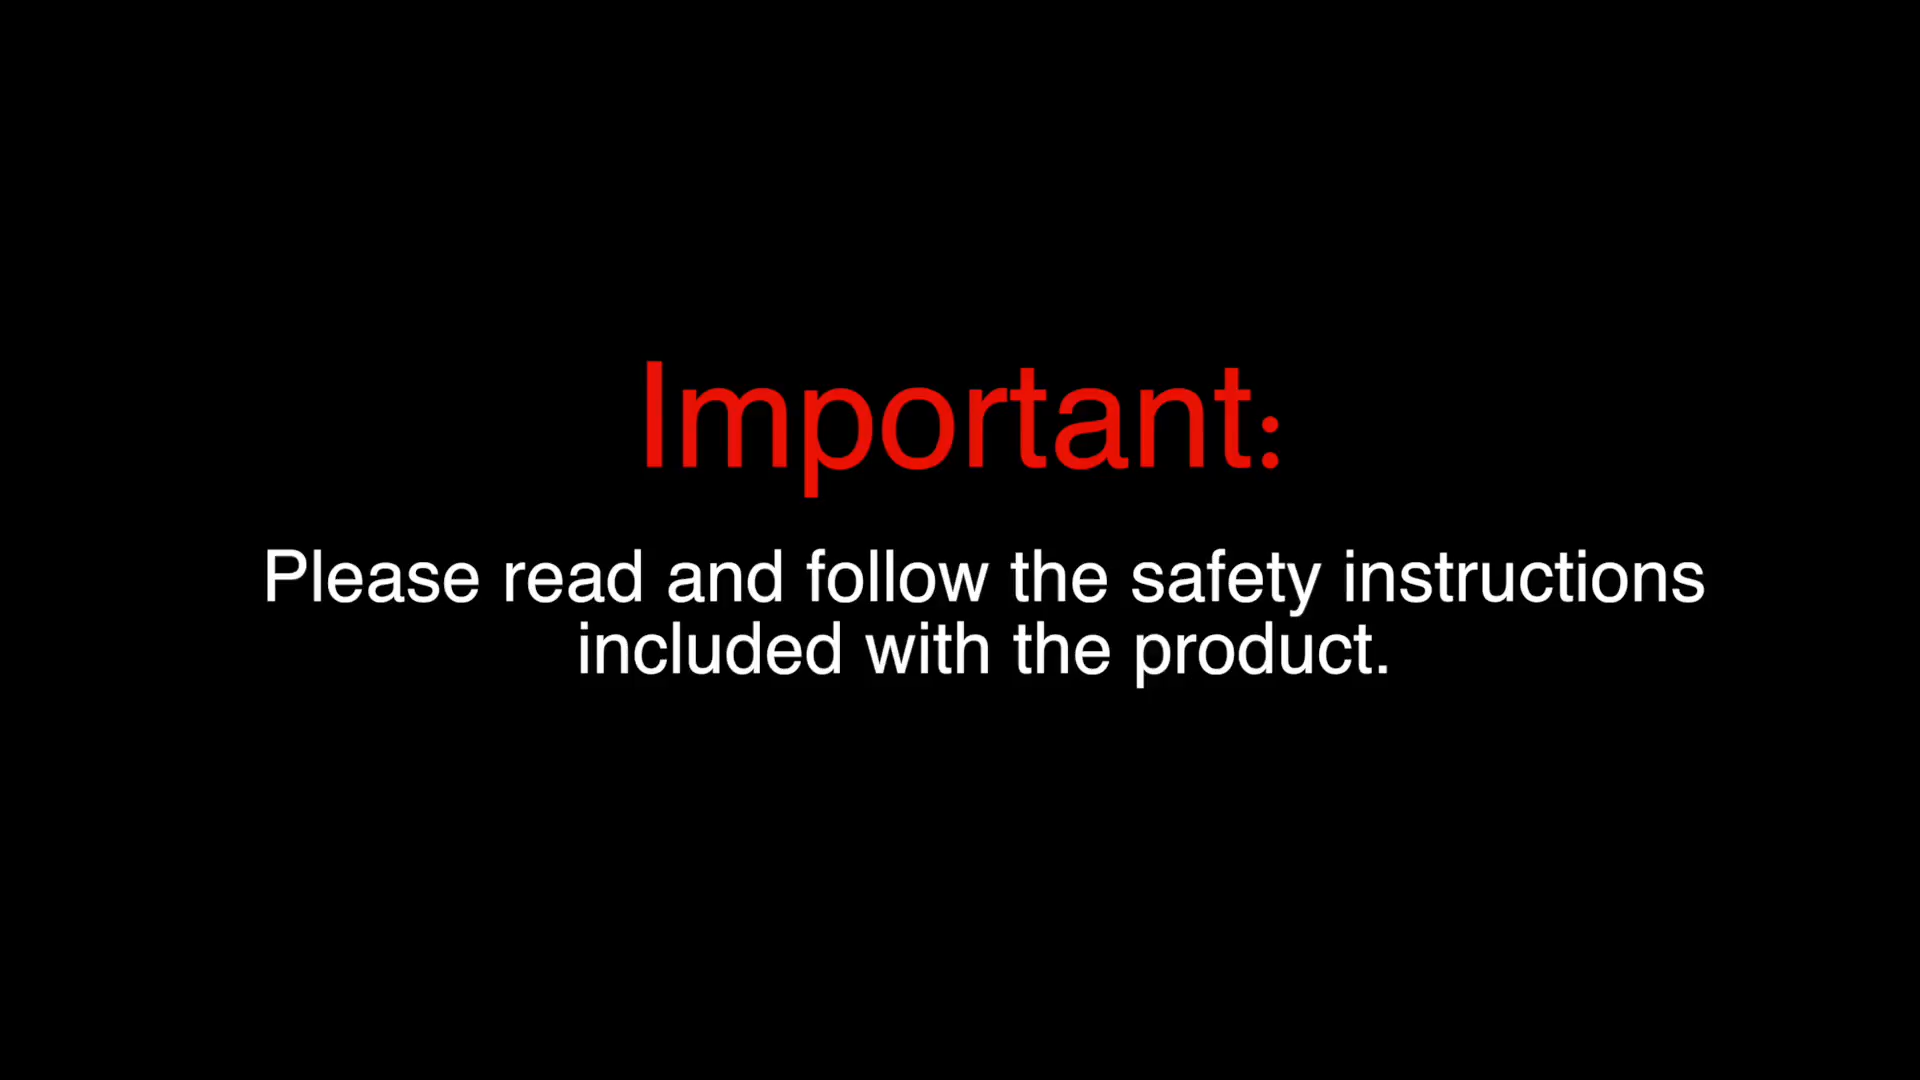 Important:
Please read and follow the safety instructions
included with the product.